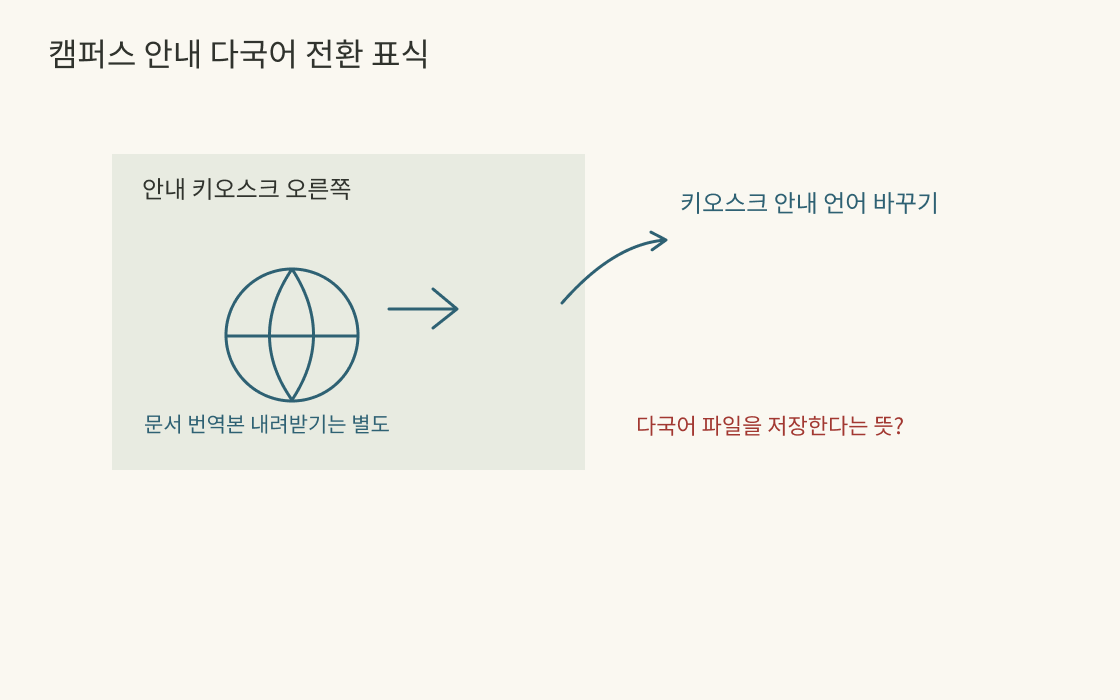 캠퍼스 안내 다국어 전환 표식
안내 키오스크 오른쪽
키오스크 안내 언어 바꾸기
문서 번역본 내려받기는 별도
다국어 파일을 저장한다는 뜻?